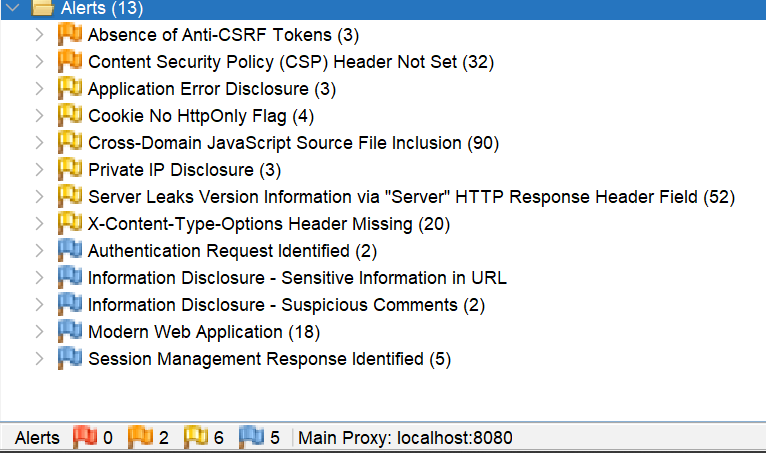 Alerts (13)
Absence of Anti-CSRF Tokens (3)
Content Security Policy (CSP) Header Not Set (32)
Application Error Disclosure (3)
Cookie No HttpOnly Flag (4)
Cross-Domain JavaScript Source File Inclusion (90)
Private IP Disclosure (3)
Server Leaks Version Information via "Server" HTTP Response Header Field (52)
X-Content-Type-Options Header Missing (20)
Authentication Request Identified (2)
Information Disclosure - Sensitive Information in URL
Information Disclosure - Suspicious Comments (2)
Modern Web Application (18)
Session Management Response Identified (5)
Alerts 0 2 6 5 Main Proxy: localhost:8080